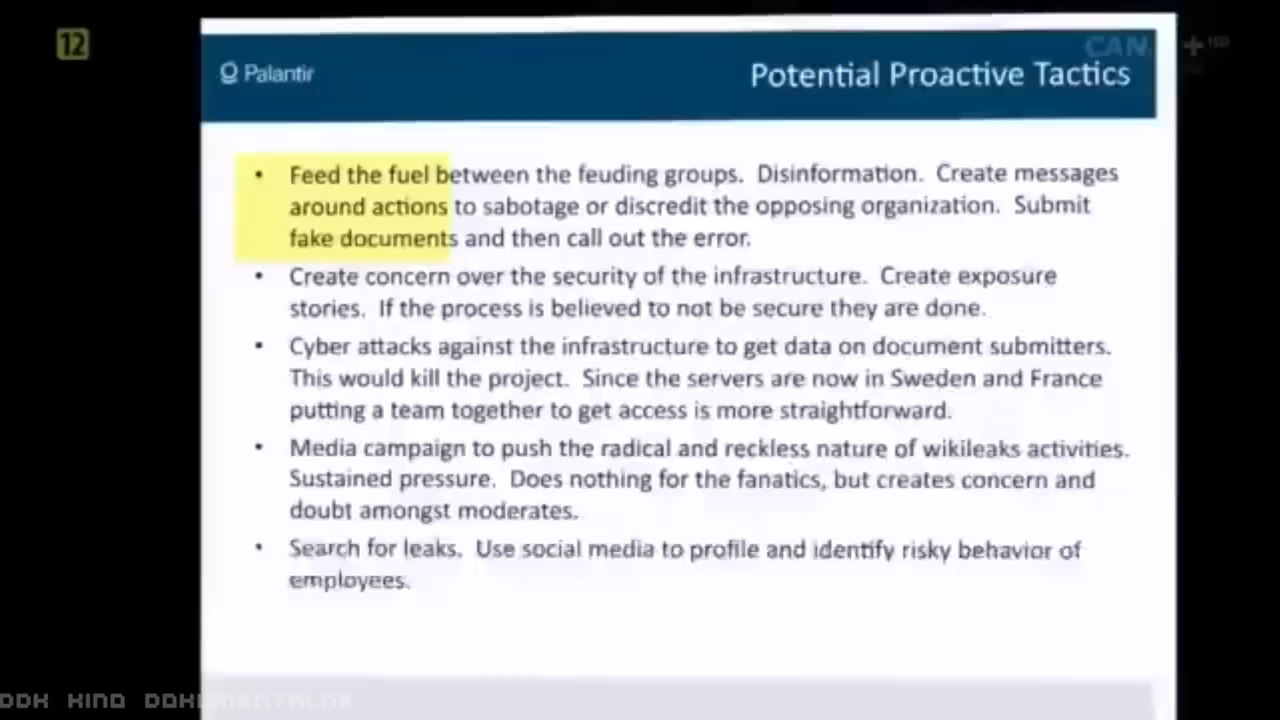 12
CAN
+
HD
Palantir
Potential Proactive Tactics
• Feed the fuel between the feuding groups. Disinformation. Create messages
around actions to sabotage or discredit the opposing organization. Submit
fake documents and then call out the error.
• Create concern over the security of the infrastructure. Create exposure
stories. If the process is believed to not be secure they are done.
• Cyber attacks against the infrastructure to get data on document submitters.
This would kill the project. Since the servers are now in Sweden and France
putting a team together to get access is more straightforward.
• Media campaign to push the radical and reckless nature of wikileaks activities.
Sustained pressure. Does nothing for the fanatics, but creates concern and
doubt amongst moderates.
• Search for leaks. Use social media to profile and identify risky behavior of
employees.
DDK KINO DOKUMENTALNE